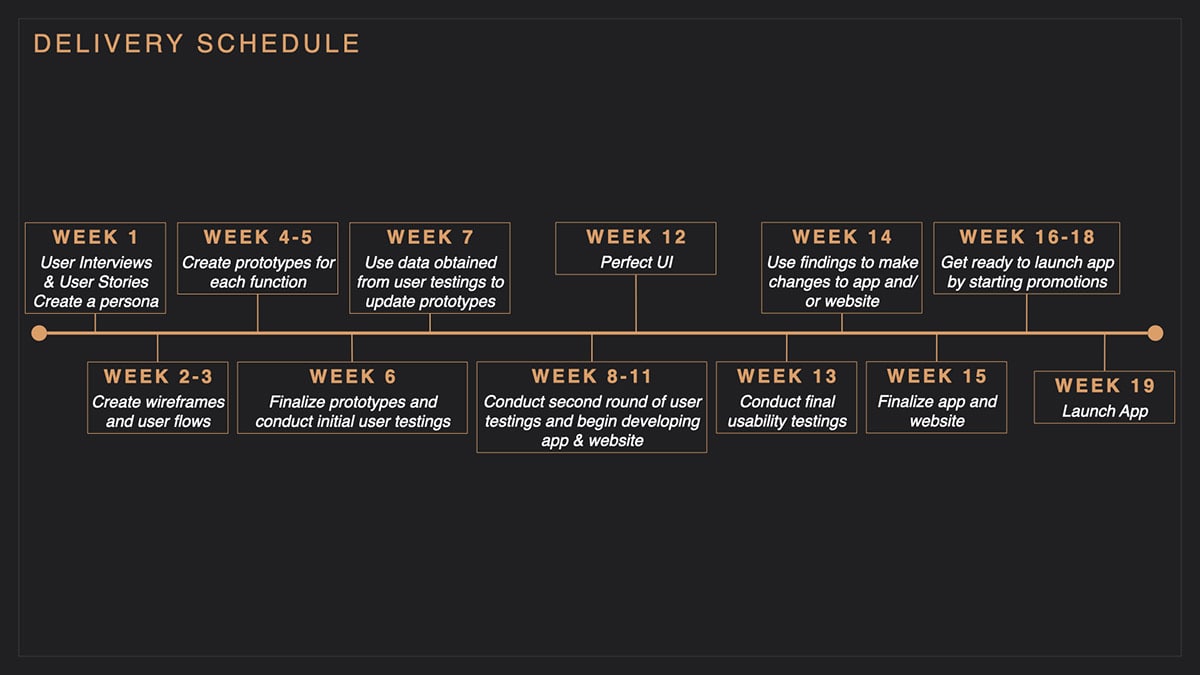 DELIVERY SCHEDULE
WEEK 1
User Interviews
& User Stories
Create a persona
WEEK 2-3
Create wireframes
and user flows
WEEK 4-5
Create prototypes for
each function
WEEK 6
Finalize prototypes and
conduct initial user testings
WEEK 7
Use data obtained
from user testings to
update prototypes
WEEK 8-11
Conduct second round of user
testings and begin developing
app & website
WEEK 12
Perfect UI
WEEK 13
Conduct final
usability testings
WEEK 14
Use findings to make
changes to app and/
or website
WEEK 15
Finalize app and
website
WEEK 16-18
Get ready to launch app
by starting promotions
WEEK 19
Launch App